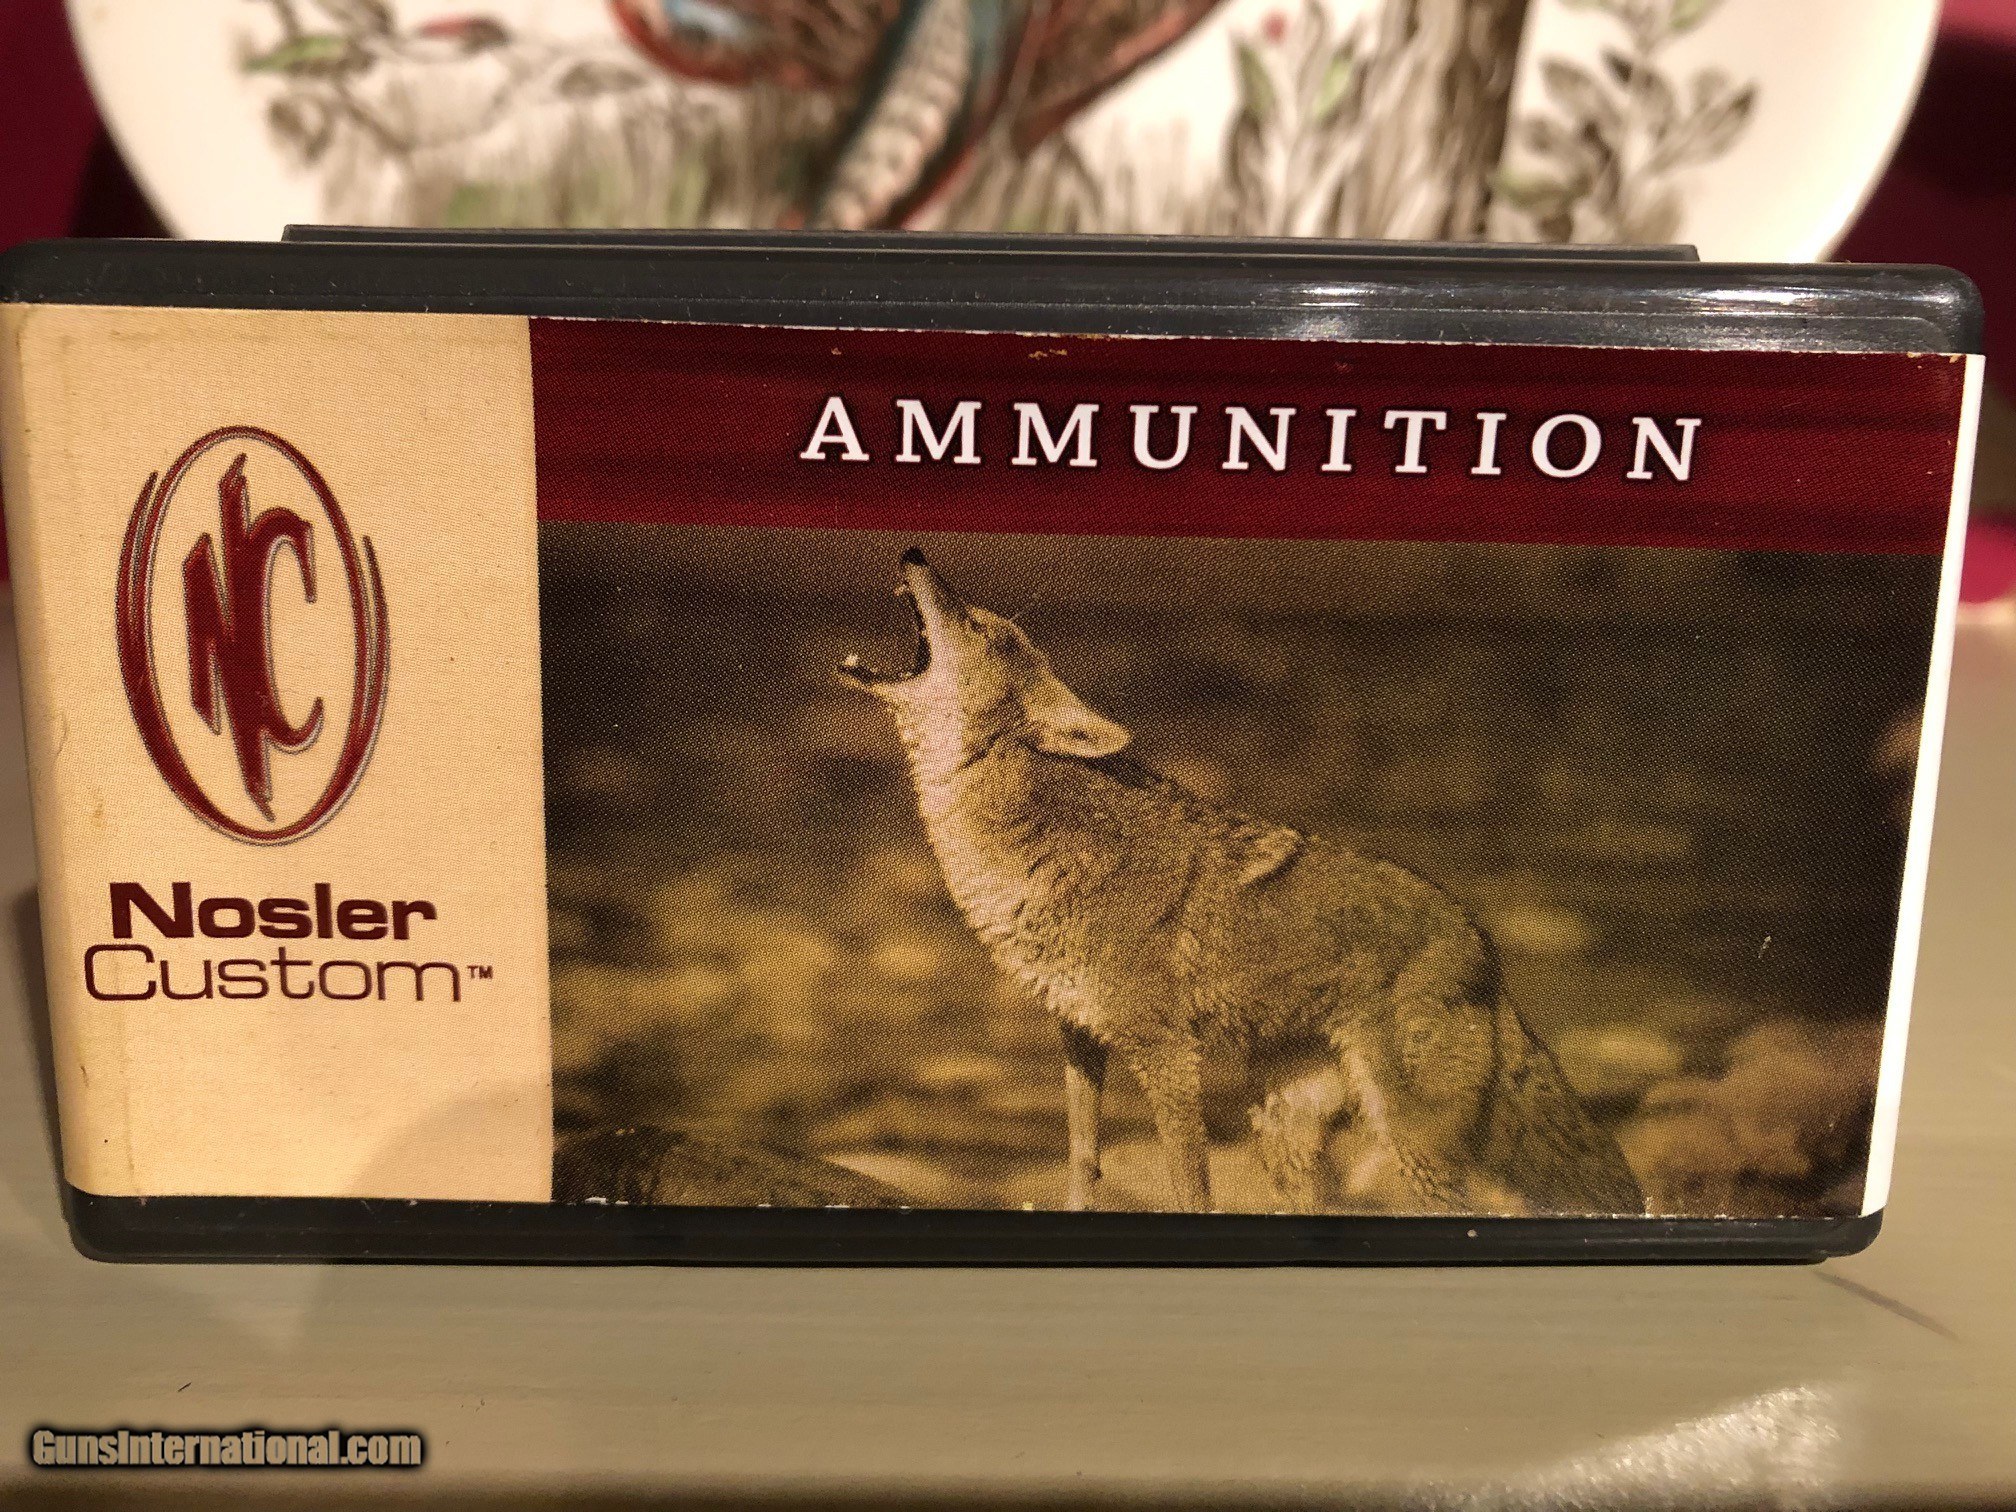 AMMUNITION
NC
Nosler
Custom™
GunsInternational.com